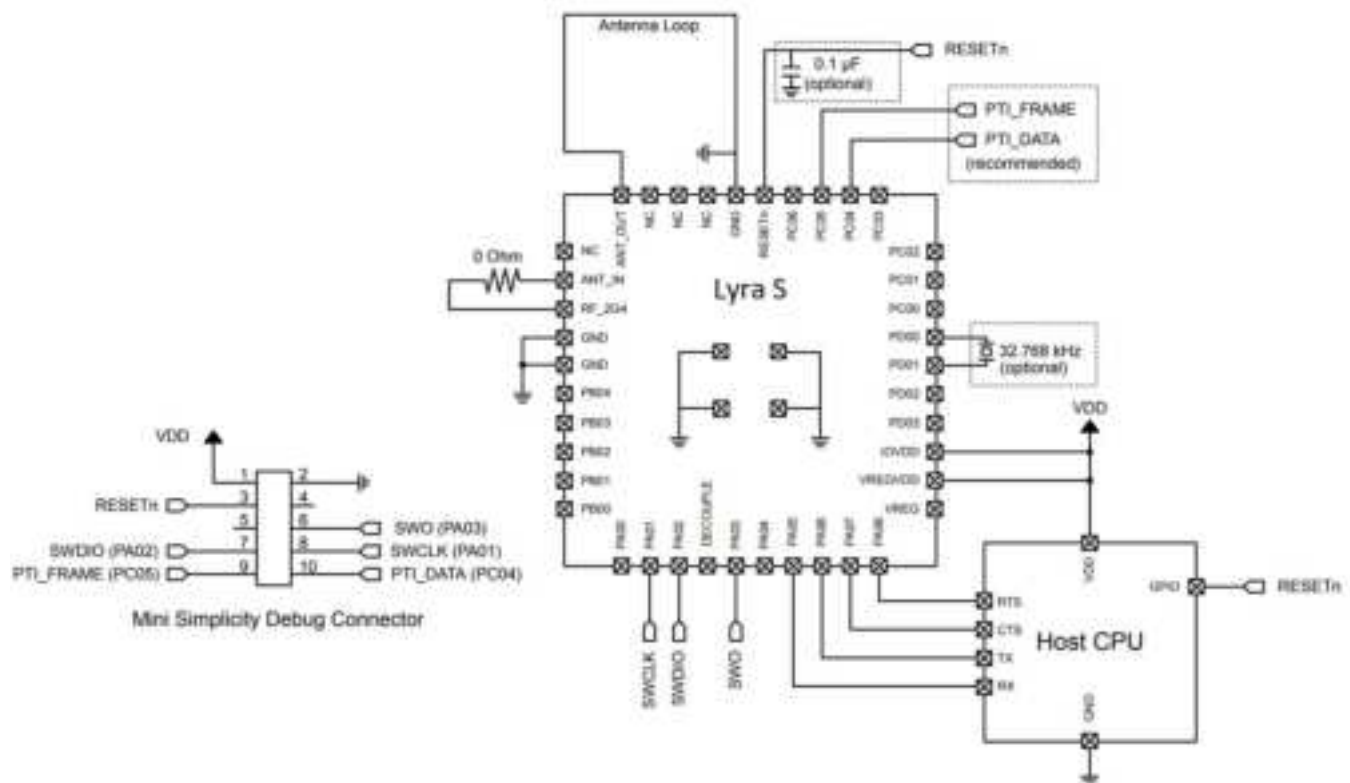 Antenna Loop
RESETn
0.1 µF
(optional)
PTI_FRAME
PTI_DATA
(recommended)
ANT_OUT
NC
NC
NC
GND
RESETn
PC06
PC05
PC04
PC03
0 Ohm
NC
ANT_IN
RF_2G4
GND
GND
PB04
PB03
PB02
PB01
PB00
Lyra S
PC02
PC01
PC00
PD00
PD01
PD02
PD03
IOVDD
VREGVDD
VREG
32.768 kHz
(optional)
VDD
PA00
PA01
PA02
DECOUPLE
PA03
PA04
PA05
PA06
PA07
PA08
SWCLK
SWDIO
SWO
VDD
1 2
RESETn 3 4
5 6 SWO (PA03)
SWDIO (PA02) 7 8 SWCLK (PA01)
PTI_FRAME (PC05) 9 10 PTI_DATA (PC04)
Mini Simplicity Debug Connector
VDD
GPIO
RESETn
RTS
CTS
TX
RX
Host CPU
GND